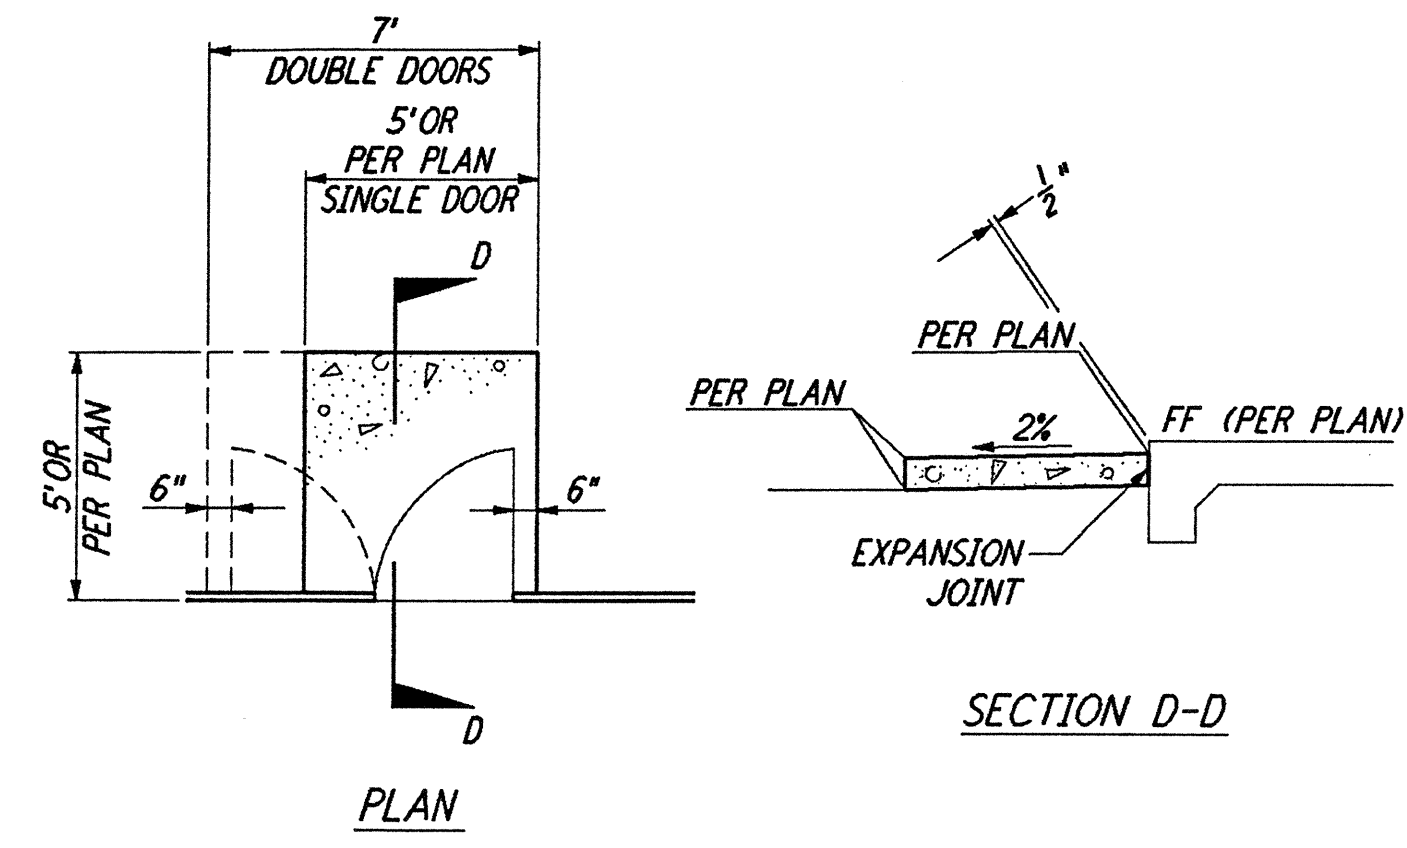 7'
DOUBLE DOORS
5' OR
PER PLAN
SINGLE DOOR
D
5' OR
PER PLAN
6"
6"
D
PLAN
1/2"
PER PLAN
PER PLAN
2%
FF (PER PLAN)
EXPANSION
JOINT
SECTION D-D